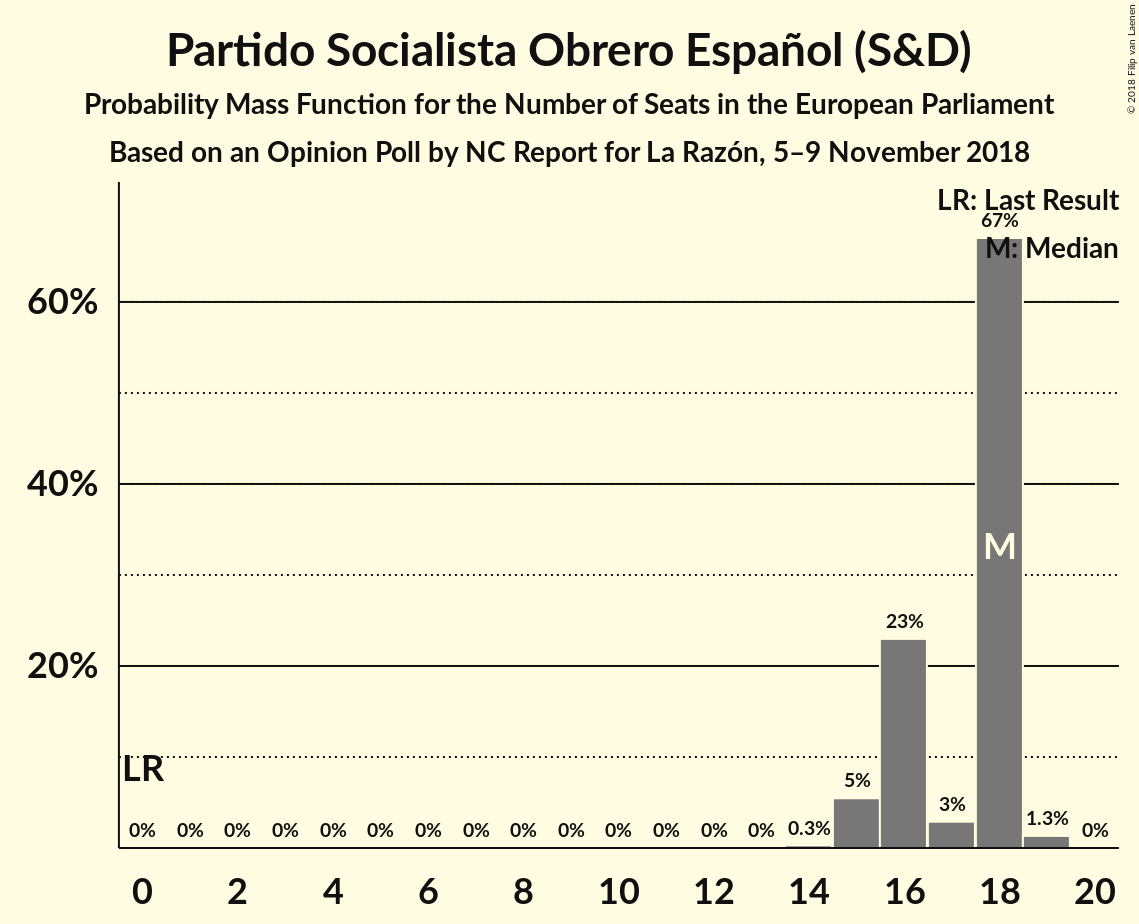 Partido Socialista Obrero Español (S&D)
Probability Mass Function for the Number of Seats in the European Parliament
Based on an Opinion Poll by NC Report for La Razón, 5–9 November 2018
© 2018 Filip van Laenen
LR: Last Result
67%
M: Median
60%
40%
M
23%
20%
LR
5%
3%
1.3%
0% 0% 0% 0% 0% 0% 0% 0% 0% 0% 0% 0% 0% 0% 0.3% 0%
0 2 4 6 8 10 12 14 16 18 20